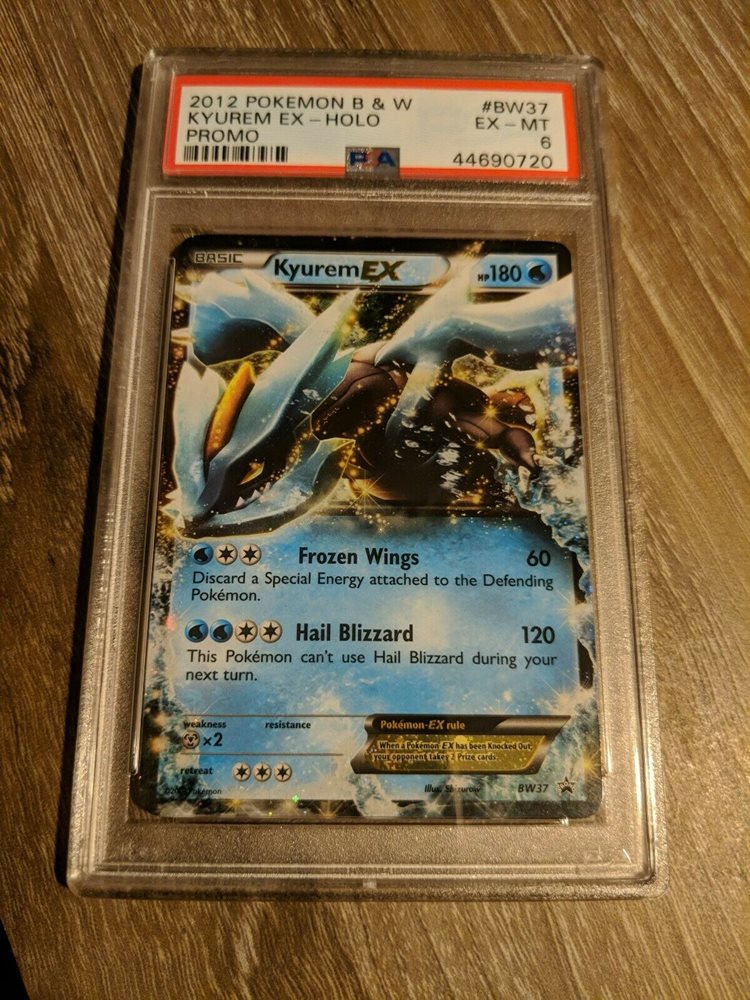 2012 POKEMON B & W #BW37
KYUREM EX - HOLO EX - MT
PROMO 6
PSA 44690720
BASIC KyuremEX HP180
Frozen Wings 60
Discard a Special Energy attached to the Defending
Pokémon.
Hail Blizzard 120
This Pokémon can't use Hail Blizzard during your
next turn.
weakness resistance
×2
Pokémon-EX rule
When a Pokémon-EX has been Knocked Out,
your opponent takes 2 Prize cards.
retreat
Pokémon Illus. BW37